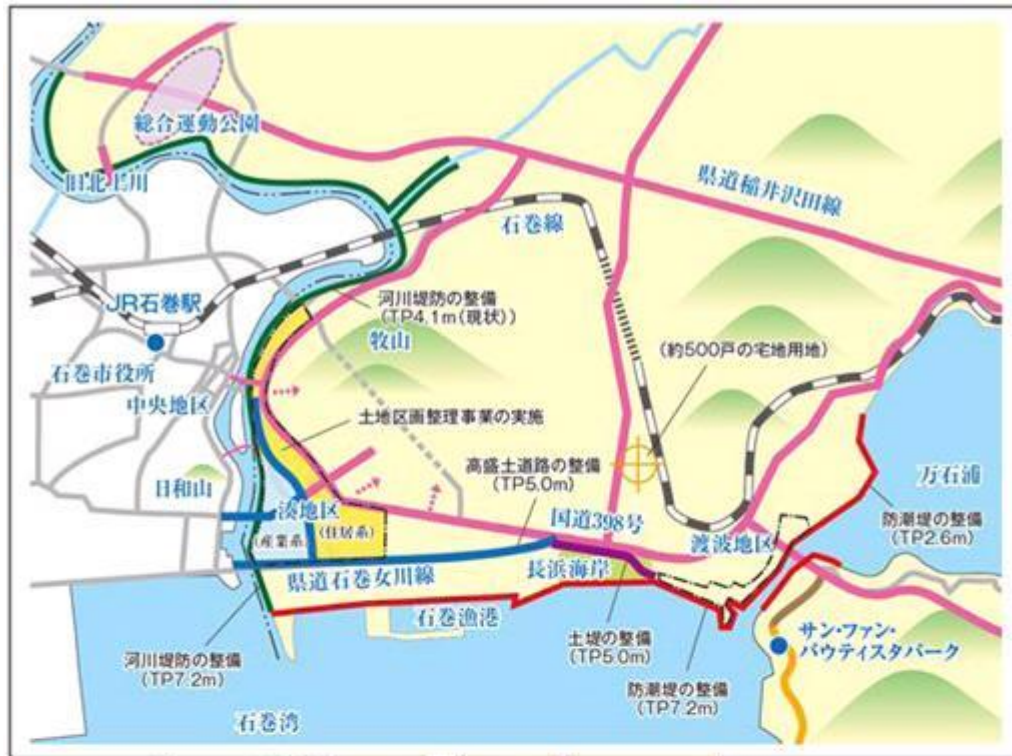 総合運動公園
旧北上川
県道稲井沢田線
石巻線
河川堤防の整備
(TP4.1m(現状))
JR石巻駅
牧山
(約500戸の宅地用地)
石巻市役所
中央地区
土地区画整理事業の実施
高盛土道路の整備
(TP5.0m)
日和山
万石浦
湊地区
国道398号
防潮堤の整備
(TP2.6m)
(産業系)
(住居系)
渡波地区
県道石巻女川線
長浜海岸
石巻漁港
サン・ファン・
バウティスタパーク
土堤の整備
(TP5.0m)
河川堤防の整備
(TP7.2m)
防潮堤の整備
(TP7.2m)
石巻湾